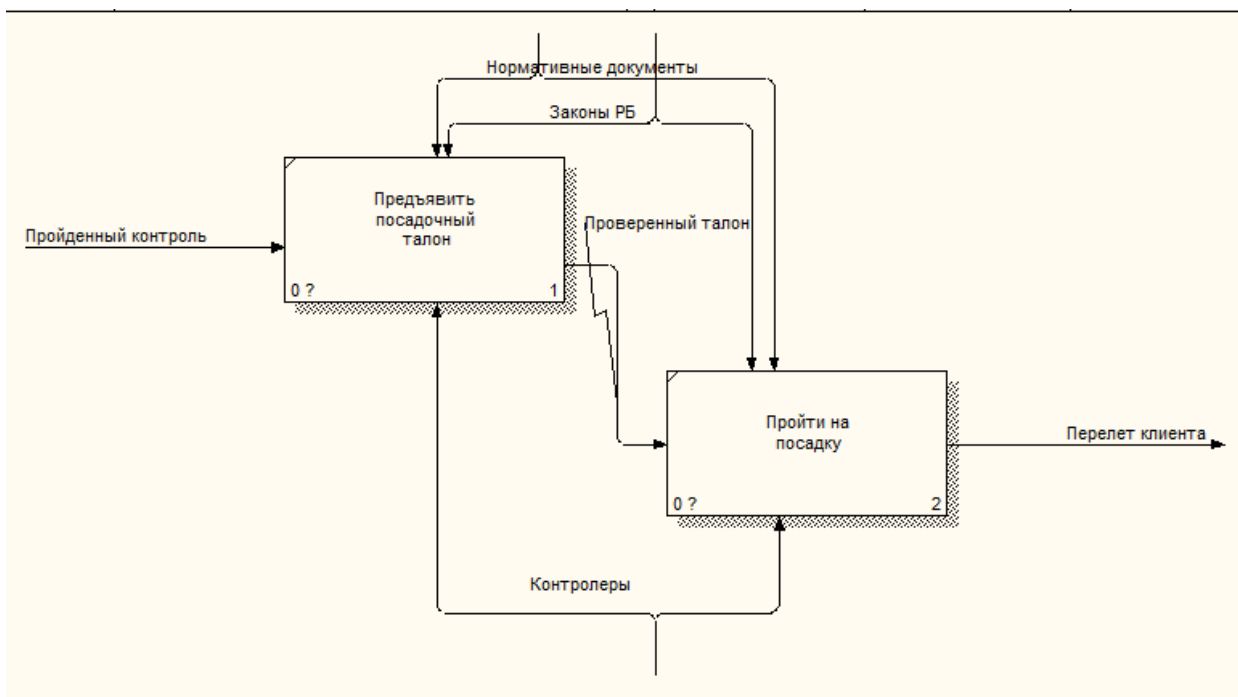 Нормативные документы
Законы РБ
Предъявить
посадочный
талон
Проверенный талон
Пройденный контроль
0 ?
1
Пройти на
посадку
Перелет клиента
0 ?
2
Контролеры